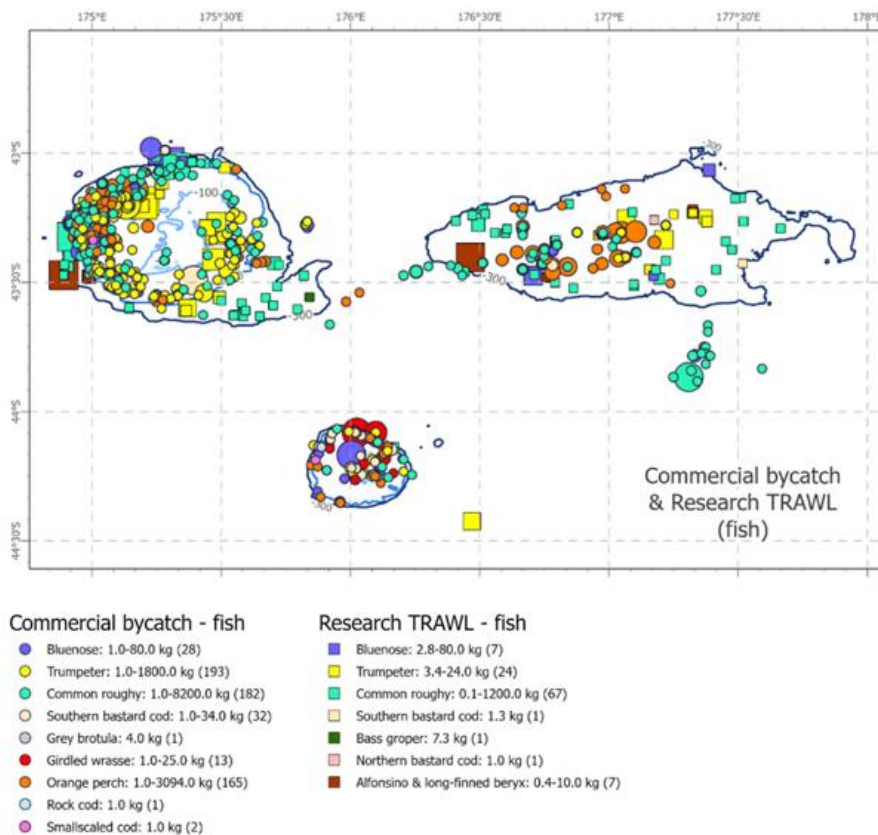 175° 175°30' 176° 176°30' 177° 177°30' 178°
43°S
43°30'S
44°S
44°30'S
-300
-100
-300
-300
-300
Commercial bycatch
& Research TRAWL
(fish)
Commercial bycatch - fish
Bluenose: 1.0-80.0 kg (28)
Trumpeter: 1.0-1800.0 kg (193)
Common roughy: 1.0-8200.0 kg (182)
Southern bastard cod: 1.0-34.0 kg (32)
Grey brotula: 4.0 kg (1)
Girdled wrasse: 1.0-25.0 kg (13)
Orange perch: 1.0-3094.0 kg (165)
Rock cod: 1.0 kg (1)
Smallscaled cod: 1.0 kg (2)
Research TRAWL - fish
Bluenose: 2.8-80.0 kg (7)
Trumpeter: 3.4-24.0 kg (24)
Common roughy: 0.1-1200.0 kg (67)
Southern bastard cod: 1.3 kg (1)
Bass groper: 7.3 kg (1)
Northern bastard cod: 1.0 kg (1)
Alfonsino & long-finned beryx: 0.4-10.0 kg (7)